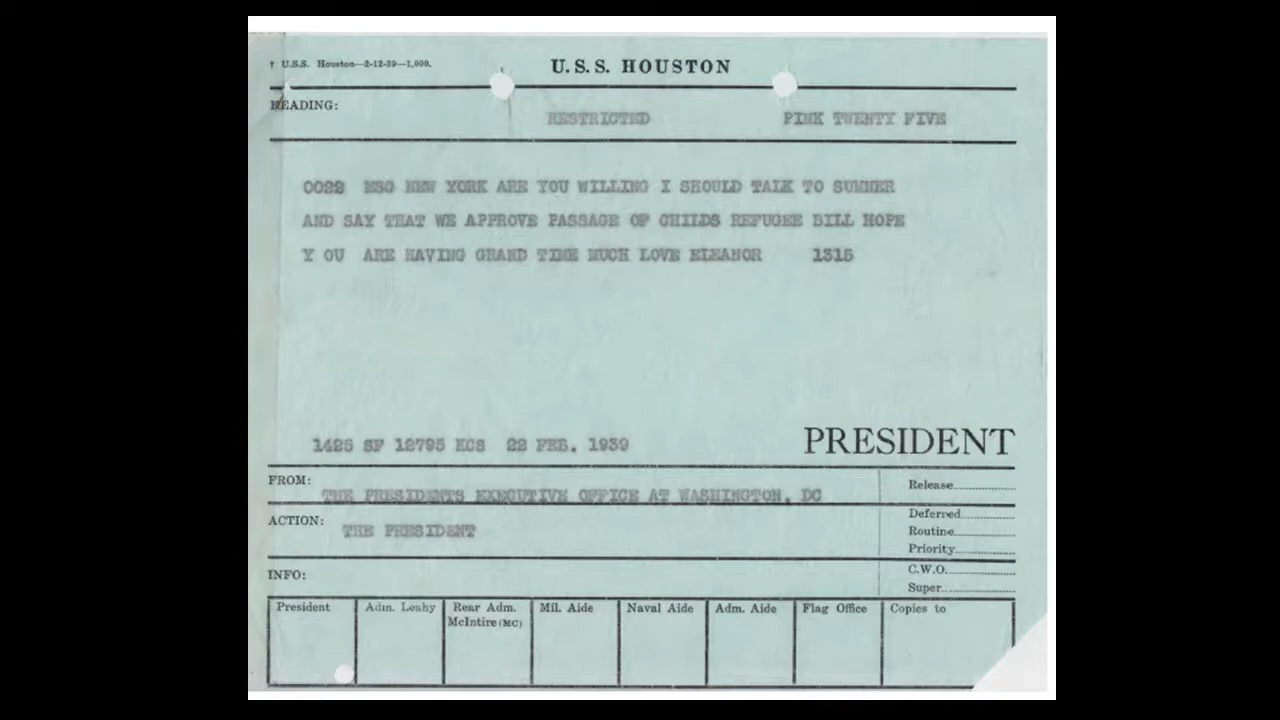 † U.S.S. Houston—2-12-39—1,000.
U.S.S. HOUSTON
HEADING:
RESTRICTED PINK TWENTY FIVE
0022 MSG NEW YORK ARE YOU WILLING I SHOULD TALK TO SUMNER
AND SAY THAT WE APPROVE PASSAGE OF CHILDS REFUGEE BILL HOPE
Y OU ARE HAVING GRAND TIME MUCH LOVE ELEANOR 1315
1425 SF 12795 KCS 22 FEB. 1939
PRESIDENT
FROM:
THE PRESIDENTS EXECUTIVE OFFICE AT WASHINGTON, DC
Release
ACTION:
THE PRESIDENT
Deferred
Routine
Priority
INFO:
C.W.O.
Super.
President Adm. Leahy Rear Adm. McIntire (MC) Mil. Aide Naval Aide Adm. Aide Flag Office Copies to